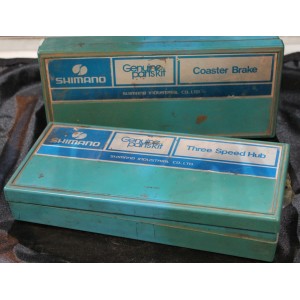 SHIMANO
Genuine
parts Kit
Coaster Brake
SHIMANO INDUSTRIAL CO., LTD.
SHIMANO
Genuine
parts Kit
Three Speed Hub
SHIMANO INDUSTRIAL CO., LTD.